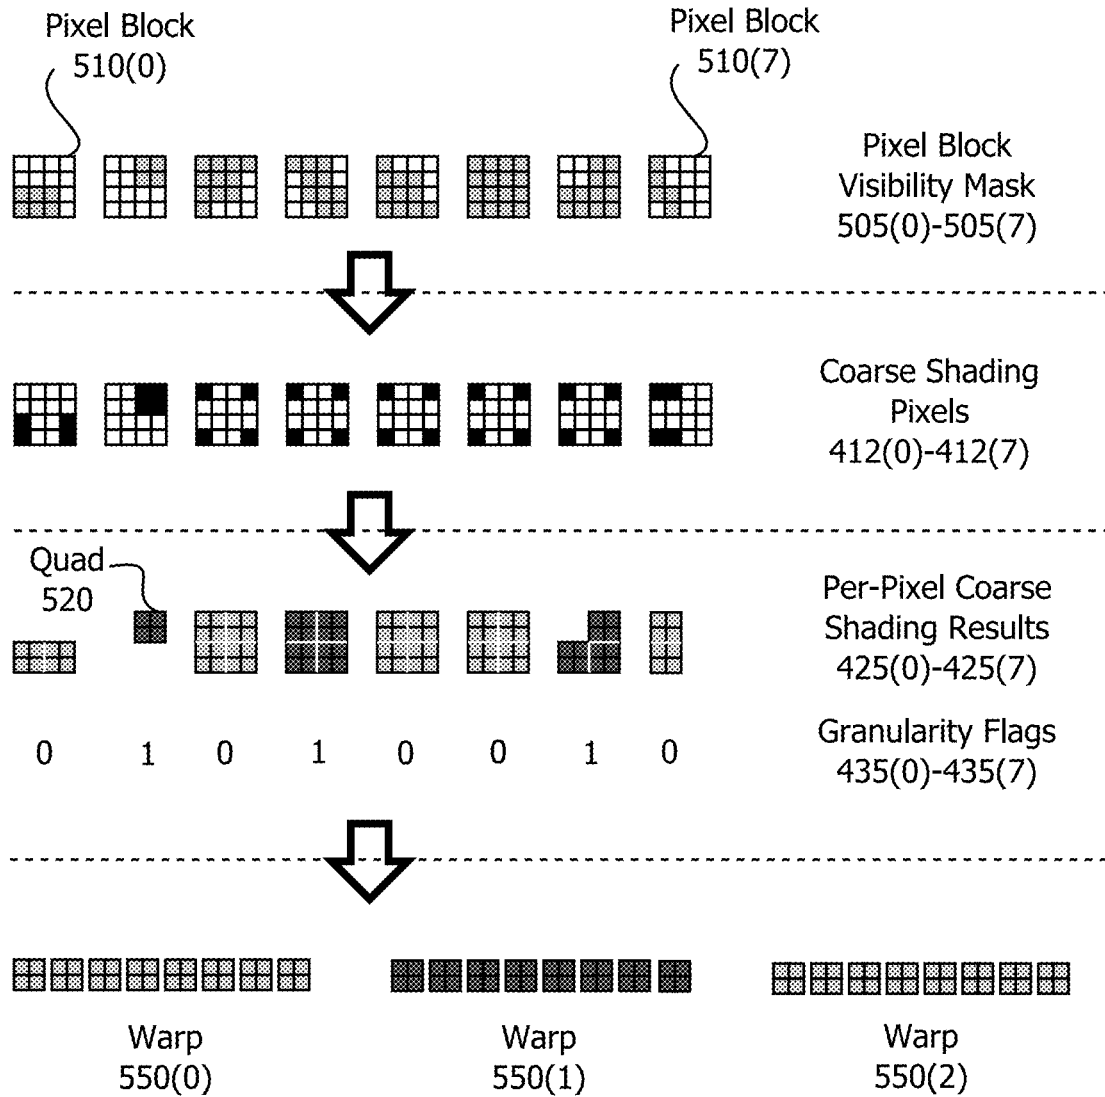 Pixel Block
510(0)
Pixel Block
510(7)
Pixel Block
Visibility Mask
505(0)-505(7)
Coarse Shading
Pixels
412(0)-412(7)
Quad
520
Per-Pixel Coarse
Shading Results
425(0)-425(7)
0 1 0 1 0 0 1 0
Granularity Flags
435(0)-435(7)
Warp
550(0)
Warp
550(1)
Warp
550(2)